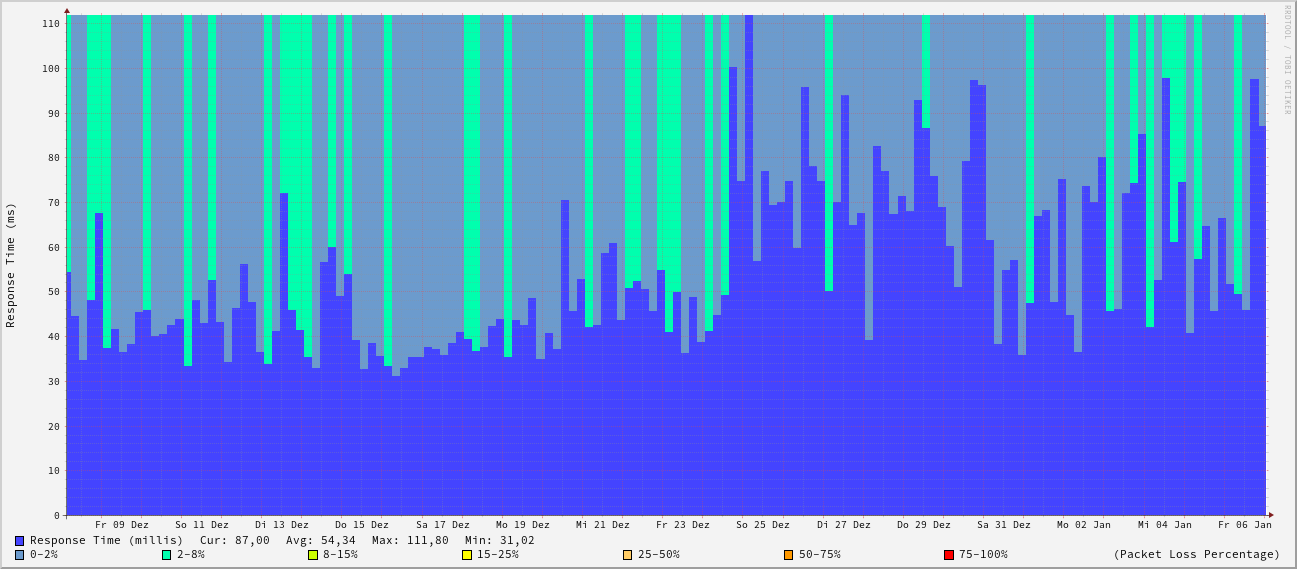 RRDTOOL / TOBI OETIKER
Response Time (ms)
110
100
90
80
70
60
50
40
30
20
10
0
Fr 09 Dez So 11 Dez Di 13 Dez Do 15 Dez Sa 17 Dez Mo 19 Dez Mi 21 Dez Fr 23 Dez So 25 Dez Di 27 Dez Do 29 Dez Sa 31 Dez Mo 02 Jan Mi 04 Jan Fr 06 Jan
Response Time (millis) Cur: 87,00 Avg: 54,34 Max: 111,80 Min: 31,02
0-2% 2-8% 8-15% 15-25% 25-50% 50-75% 75-100% (Packet Loss Percentage)